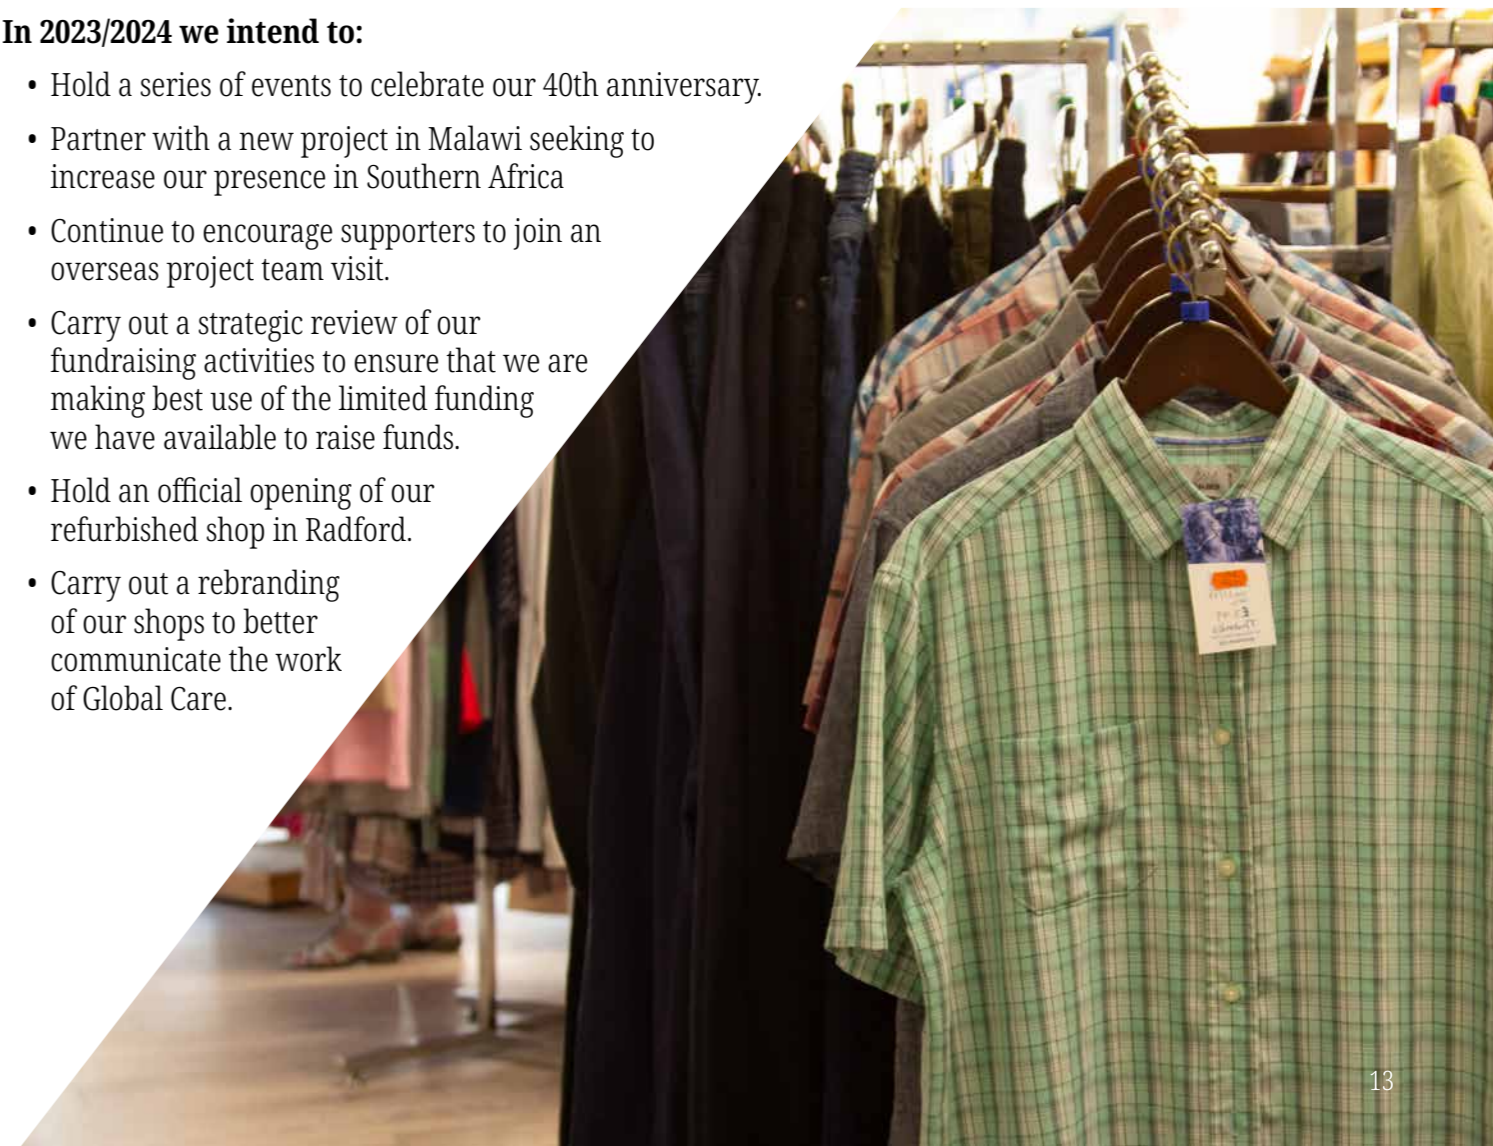 In 2023/2024 we intend to:
• Hold a series of events to celebrate our 40th anniversary.
• Partner with a new project in Malawi seeking to
increase our presence in Southern Africa
• Continue to encourage supporters to join an
overseas project team visit.
• Carry out a strategic review of our
fundraising activities to ensure that we are
making best use of the limited funding
we have available to raise funds.
• Hold an official opening of our
refurbished shop in Radford.
• Carry out a rebranding
of our shops to better
communicate the work
of Global Care.
13